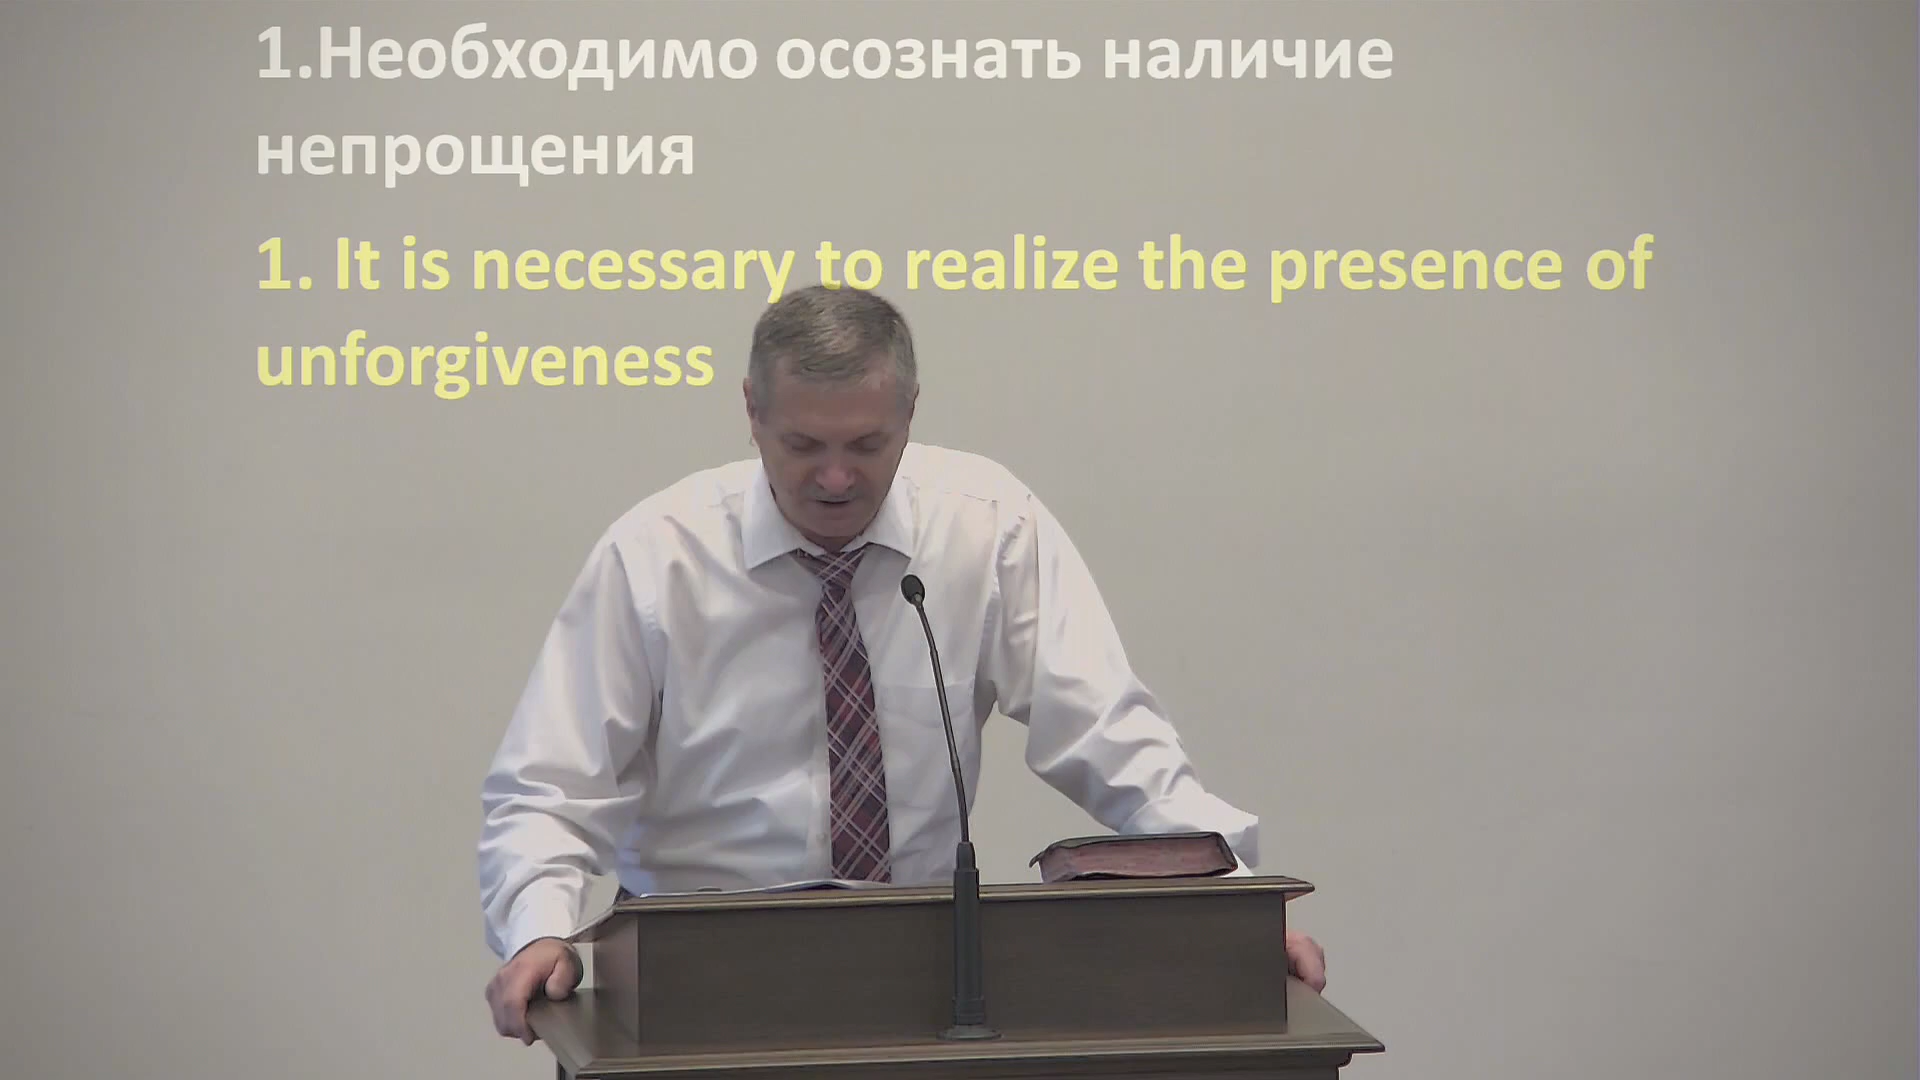 1.Необходимо осознать наличие
непрощения
1. It is necessary to realize the presence of
unforgiveness